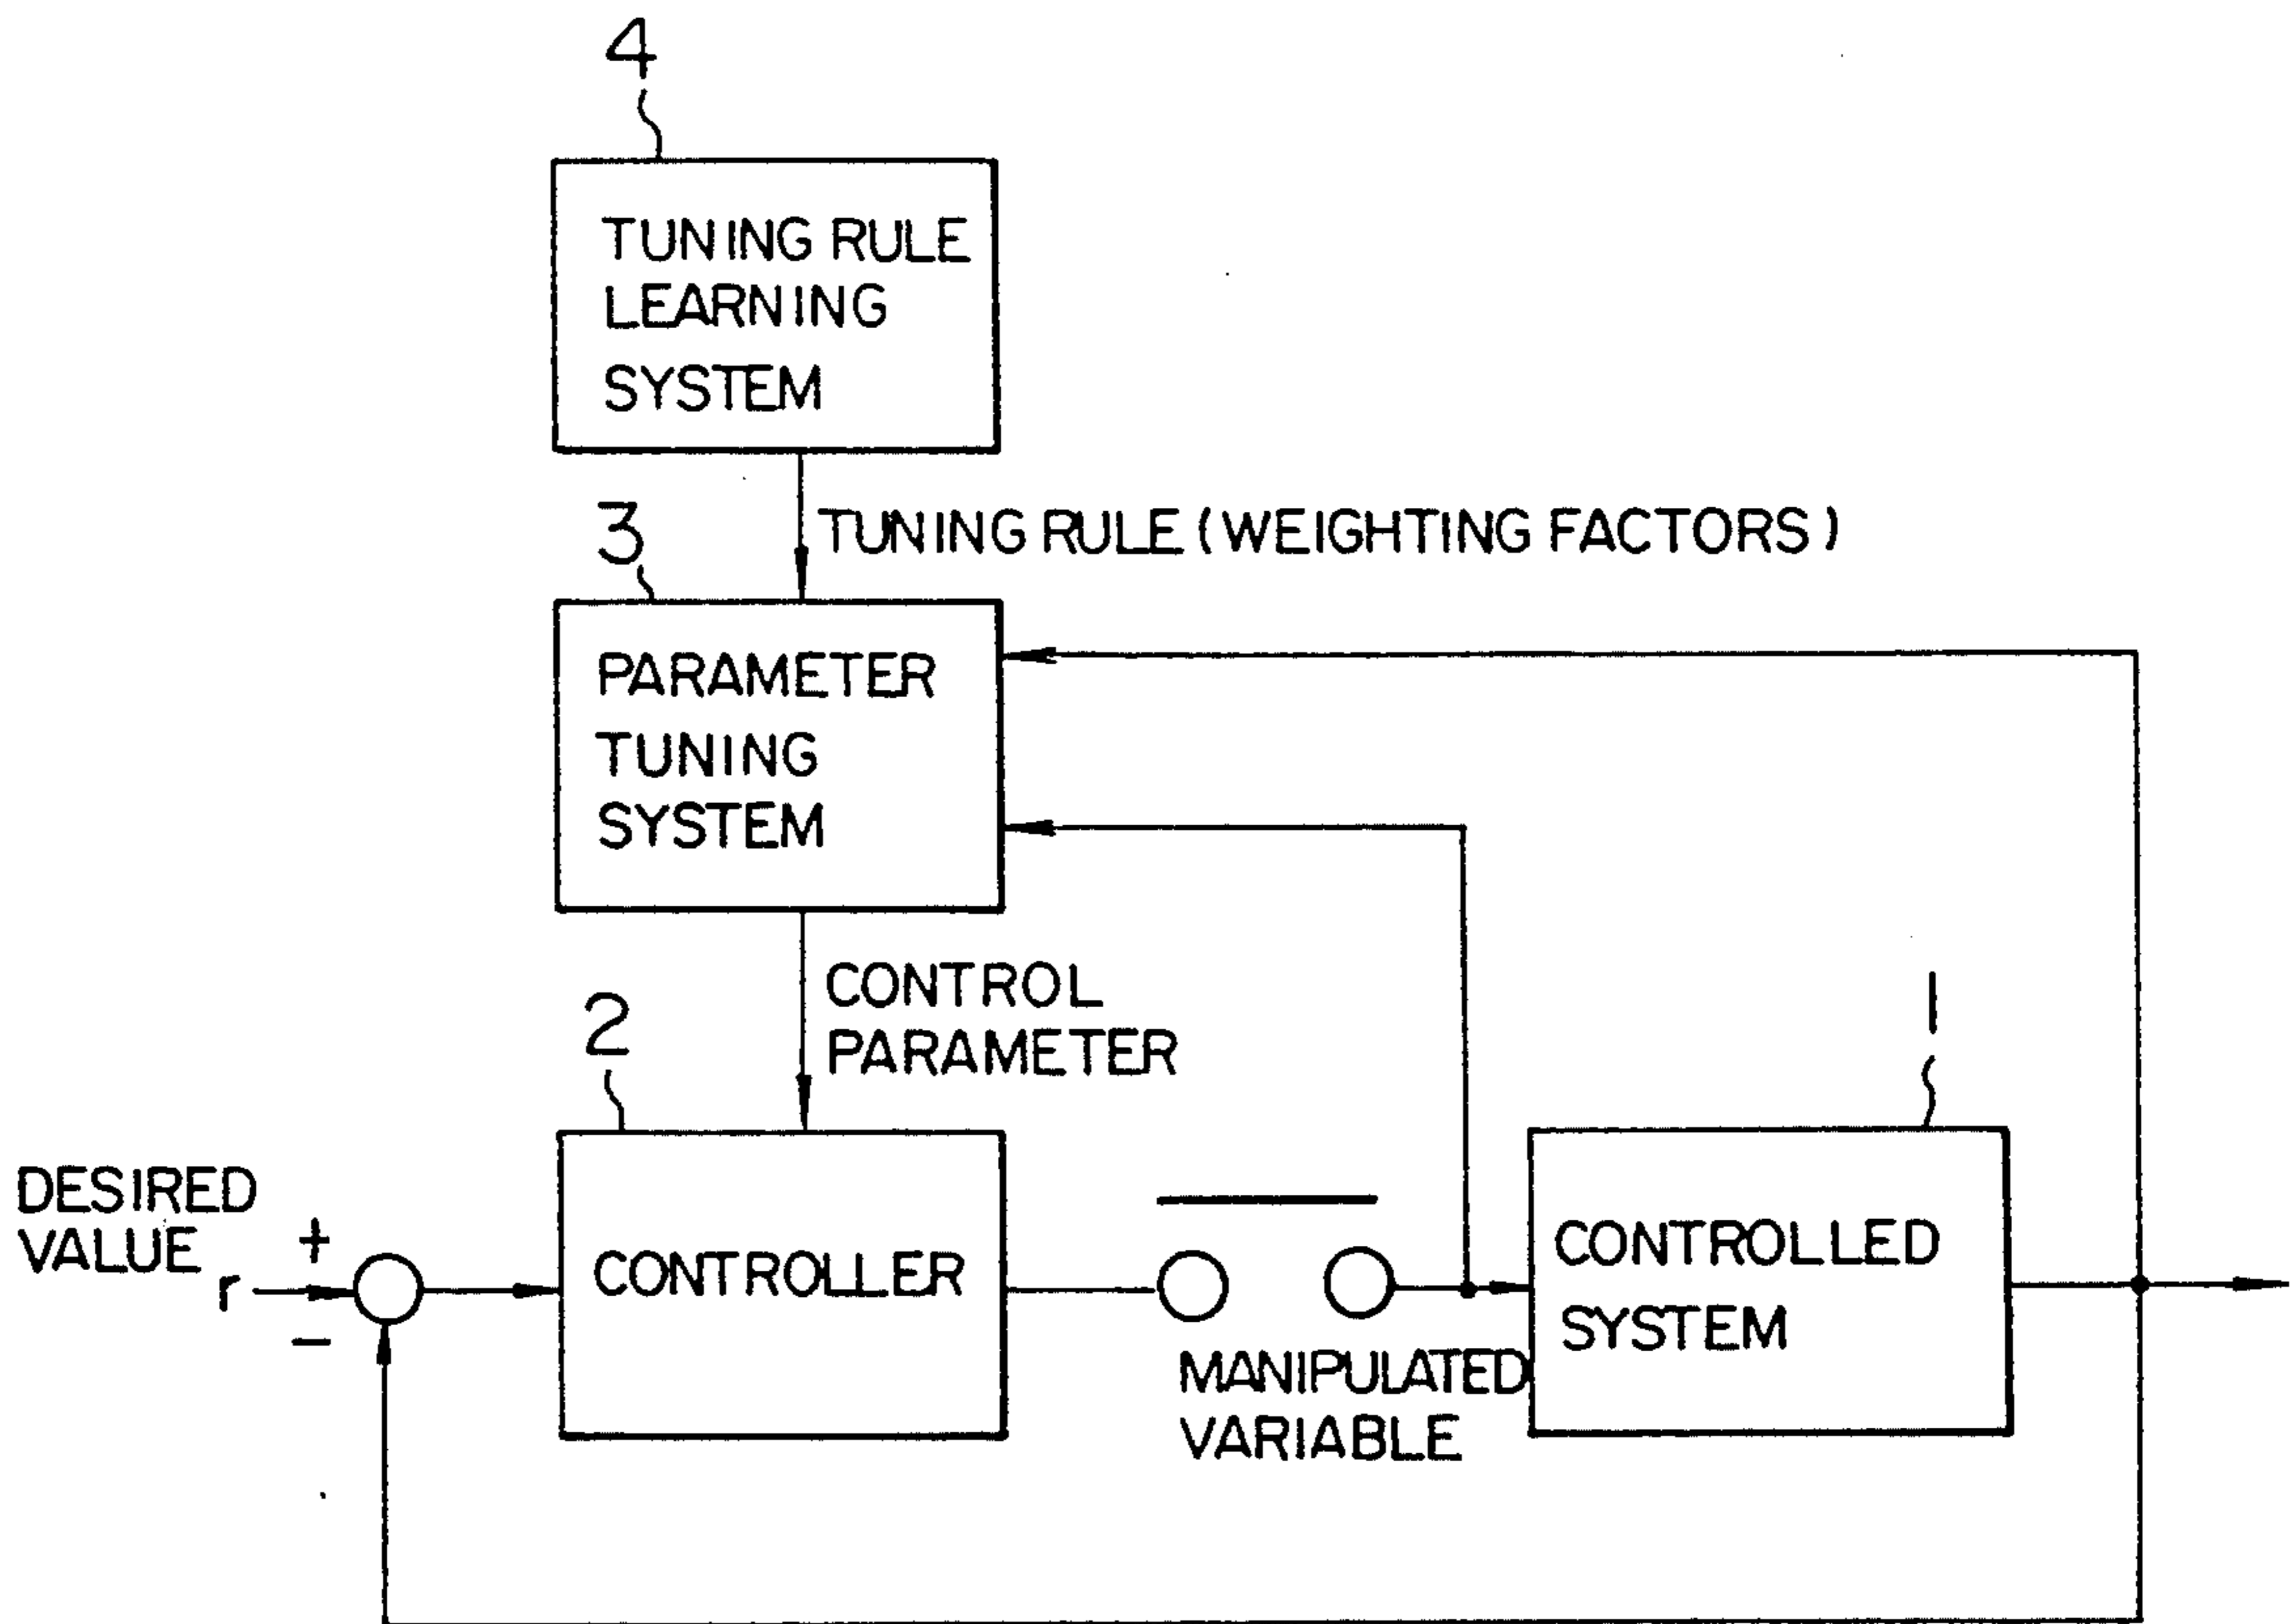 4
TUNING RULE
LEARNING
SYSTEM
3
TUNING RULE (WEIGHTING FACTORS)
PARAMETER
TUNING
SYSTEM
CONTROL
PARAMETER
2
1
DESIRED
VALUE
r
+
−
CONTROLLER
MANIPULATED
VARIABLE
CONTROLLED
SYSTEM